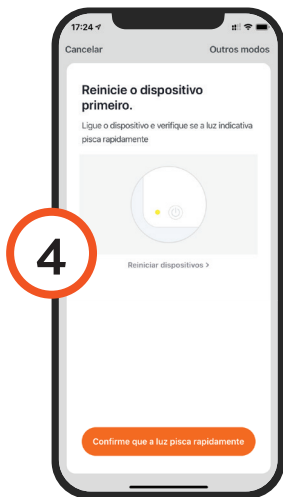 17:24
Cancelar Outros modos
Reinicie o dispositivo
primeiro.
Ligue o dispositivo e verifique se a luz indicativa
pisca rapidamente
4
Reiniciar dispositivos >
Confirme que a luz pisca rapidamente